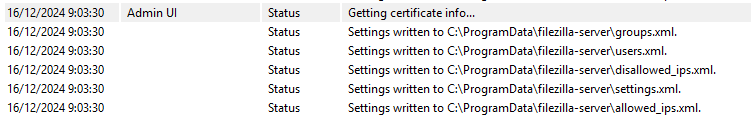 16/12/2024 9:03:30 Admin UI Status Getting certificate info...
16/12/2024 9:03:30 Status Settings written to C:\ProgramData\filezilla-server\groups.xml.
16/12/2024 9:03:30 Status Settings written to C:\ProgramData\filezilla-server\users.xml.
16/12/2024 9:03:30 Status Settings written to C:\ProgramData\filezilla-server\disallowed_ips.xml.
16/12/2024 9:03:30 Status Settings written to C:\ProgramData\filezilla-server\settings.xml.
16/12/2024 9:03:30 Status Settings written to C:\ProgramData\filezilla-server\allowed_ips.xml.